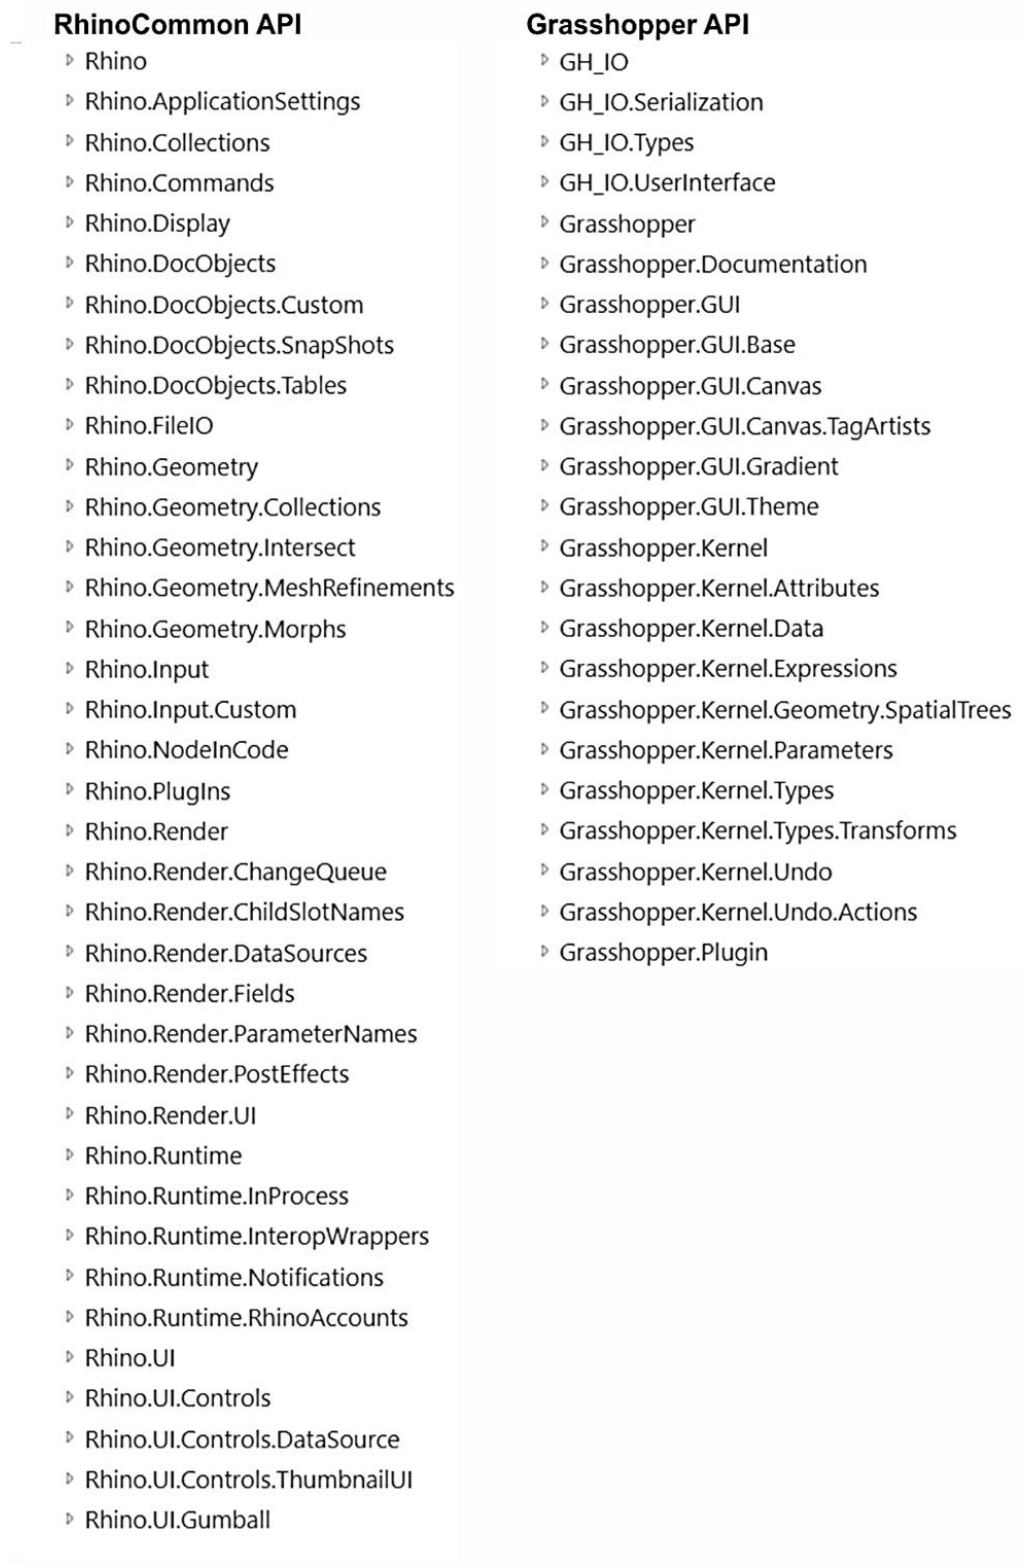 RhinoCommon API
Rhino
Rhino.ApplicationSettings
Rhino.Collections
Rhino.Commands
Rhino.Display
Rhino.DocObjects
Rhino.DocObjects.Custom
Rhino.DocObjects.SnapShots
Rhino.DocObjects.Tables
Rhino.FileIO
Rhino.Geometry
Rhino.Geometry.Collections
Rhino.Geometry.Intersect
Rhino.Geometry.MeshRefinements
Rhino.Geometry.Morphs
Rhino.Input
Rhino.Input.Custom
Rhino.NodeInCode
Rhino.PlugIns
Rhino.Render
Rhino.Render.ChangeQueue
Rhino.Render.ChildSlotNames
Rhino.Render.DataSources
Rhino.Render.Fields
Rhino.Render.ParameterNames
Rhino.Render.PostEffects
Rhino.Render.UI
Rhino.Runtime
Rhino.Runtime.InProcess
Rhino.Runtime.InteropWrappers
Rhino.Runtime.Notifications
Rhino.Runtime.RhinoAccounts
Rhino.UI
Rhino.UI.Controls
Rhino.UI.Controls.DataSource
Rhino.UI.Controls.ThumbnailUI
Rhino.UI.Gumball
Grasshopper API
GH_IO
GH_IO.Serialization
GH_IO.Types
GH_IO.UserInterface
Grasshopper
Grasshopper.Documentation
Grasshopper.GUI
Grasshopper.GUI.Base
Grasshopper.GUI.Canvas
Grasshopper.GUI.Canvas.TagArtists
Grasshopper.GUI.Gradient
Grasshopper.GUI.Theme
Grasshopper.Kernel
Grasshopper.Kernel.Attributes
Grasshopper.Kernel.Data
Grasshopper.Kernel.Expressions
Grasshopper.Kernel.Geometry.SpatialTrees
Grasshopper.Kernel.Parameters
Grasshopper.Kernel.Types
Grasshopper.Kernel.Types.Transforms
Grasshopper.Kernel.Undo
Grasshopper.Kernel.Undo.Actions
Grasshopper.Plugin